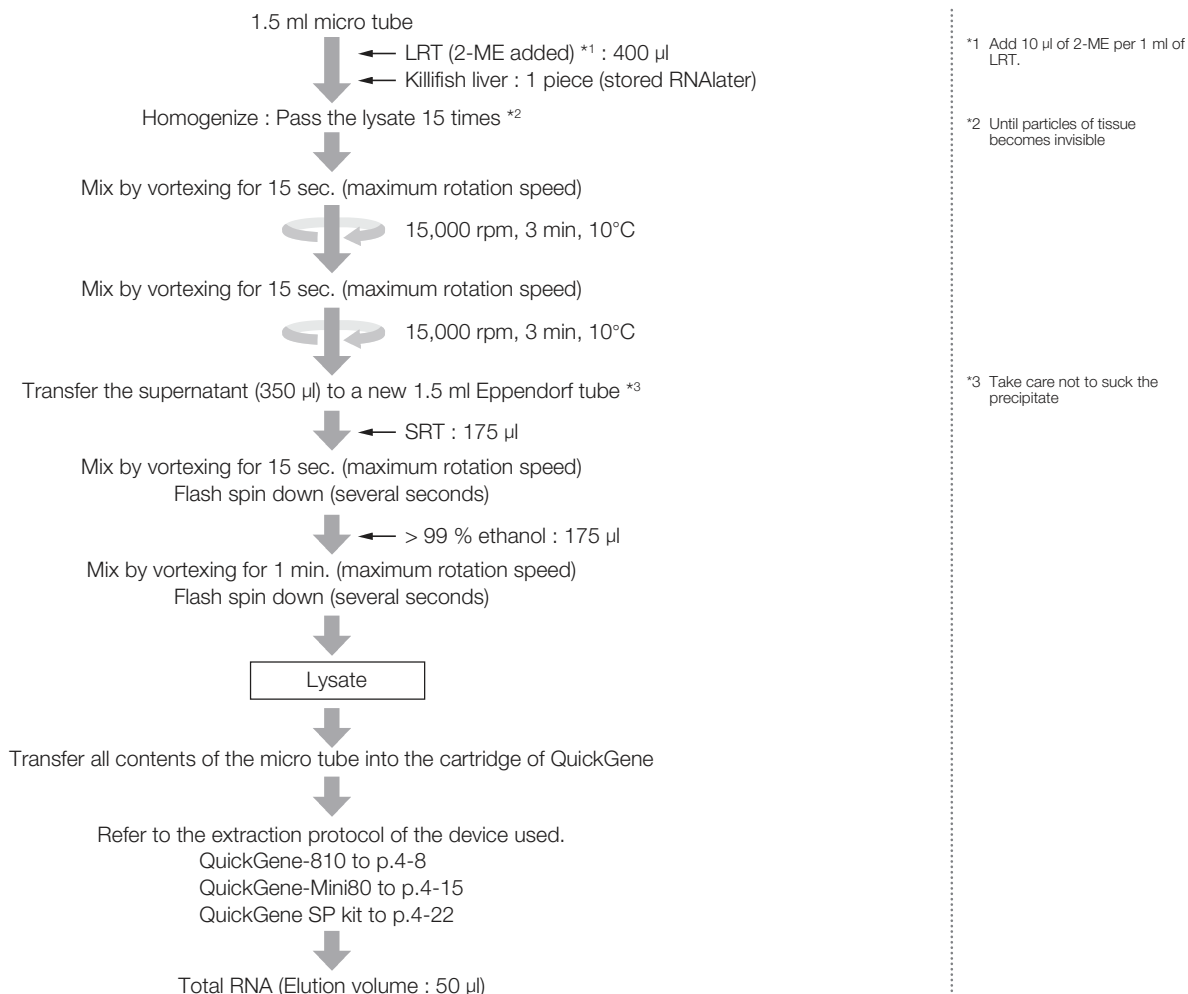 1.5 ml micro tube
LRT (2-ME added) *1 : 400 µl
Killifish liver : 1 piece (stored RNAlater)
Homogenize : Pass the lysate 15 times *2
Mix by vortexing for 15 sec. (maximum rotation speed)
15,000 rpm, 3 min, 10°C
Mix by vortexing for 15 sec. (maximum rotation speed)
15,000 rpm, 3 min, 10°C
Transfer the supernatant (350 µl) to a new 1.5 ml Eppendorf tube *3
SRT : 175 µl
Mix by vortexing for 15 sec. (maximum rotation speed)
Flash spin down (several seconds)
> 99 % ethanol : 175 µl
Mix by vortexing for 1 min. (maximum rotation speed)
Flash spin down (several seconds)
Lysate
Transfer all contents of the micro tube into the cartridge of QuickGene
Refer to the extraction protocol of the device used.
QuickGene-810 to p.4-8
QuickGene-Mini80 to p.4-15
QuickGene SP kit to p.4-22
Total RNA (Elution volume : 50 µl)
*1 Add 10 µl of 2-ME per 1 ml of
LRT.
*2 Until particles of tissue
becomes invisible
*3 Take care not to suck the
precipitate